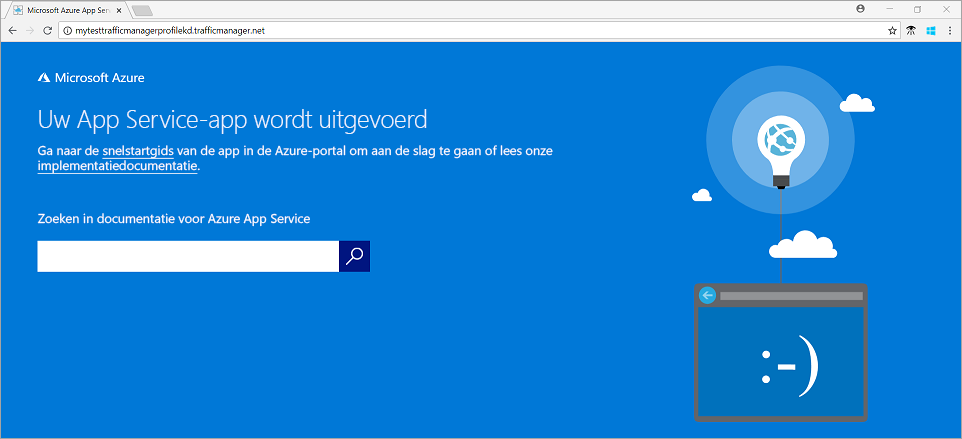 Microsoft Azure App Serv
mytesttrafficmanagerprofilekd.trafficmanager.net
Microsoft Azure
Uw App Service-app wordt uitgevoerd
Ga naar de snelstartgids van de app in de Azure-portal om aan de slag te gaan of lees onze
implementatiedocumentatie.
Zoeken in documentatie voor Azure App Service
:-)